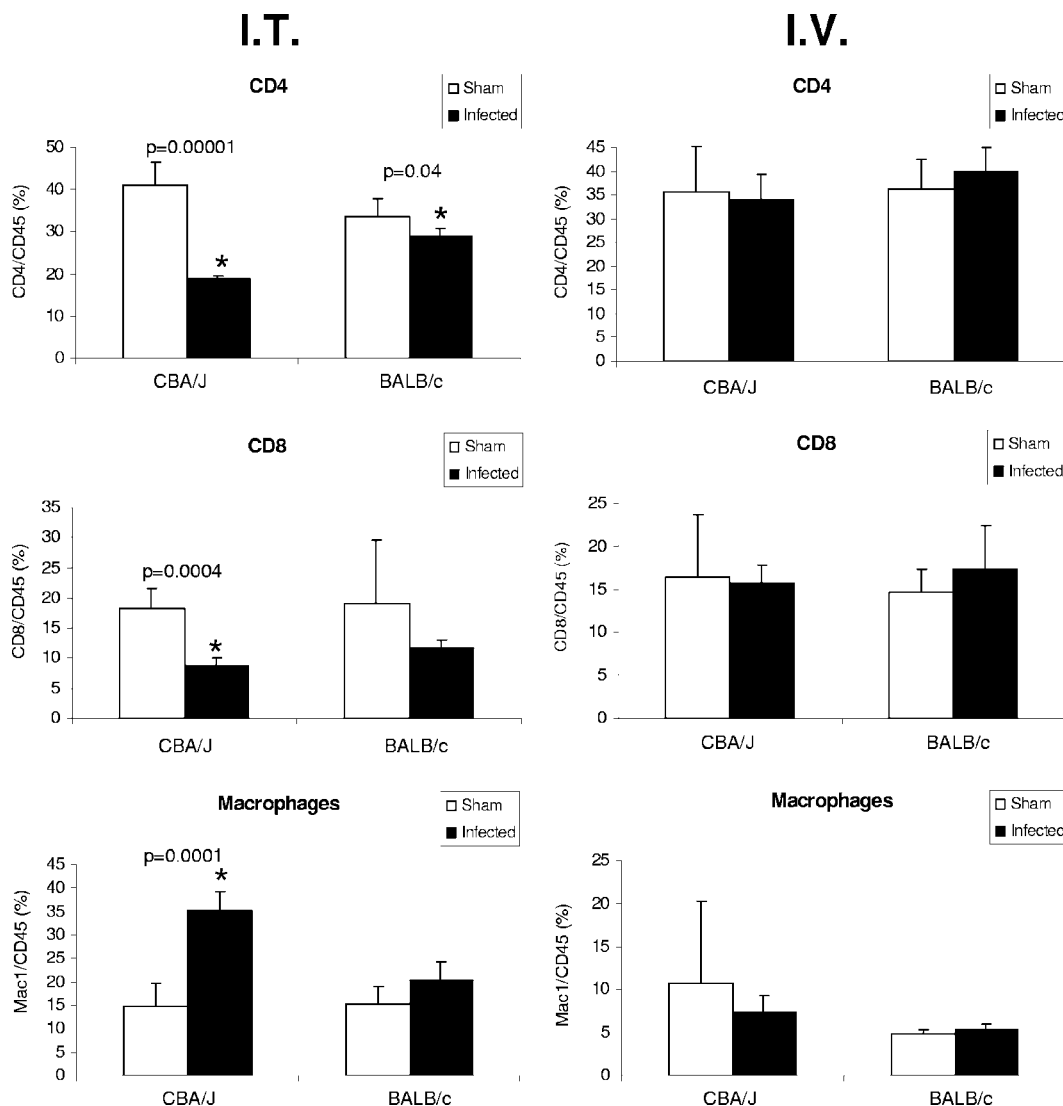 I.T.
I.V.
CD4
Sham
Infected
p=0.00001
p=0.04
*
*
CD4/CD45 (%)
50
40
30
20
10
0
CBA/J
BALB/c
CD4
Sham
Infected
CD4/CD45 (%)
45
40
35
30
25
20
15
10
5
0
CBA/J
BALB/c
CD8
Sham
Infected
p=0.0004
*
CD8/CD45 (%)
35
30
25
20
15
10
5
0
CBA/J
BALB/c
CD8
Sham
Infected
CD8/CD45 (%)
25
20
15
10
5
0
CBA/J
BALB/c
Macrophages
Sham
Infected
p=0.0001
*
Mac1/CD45 (%)
45
40
35
30
25
20
15
10
5
0
CBA/J
BALB/c
Macrophages
Sham
Infected
Mac1/CD45 (%)
25
20
15
10
5
0
CBA/J
BALB/c